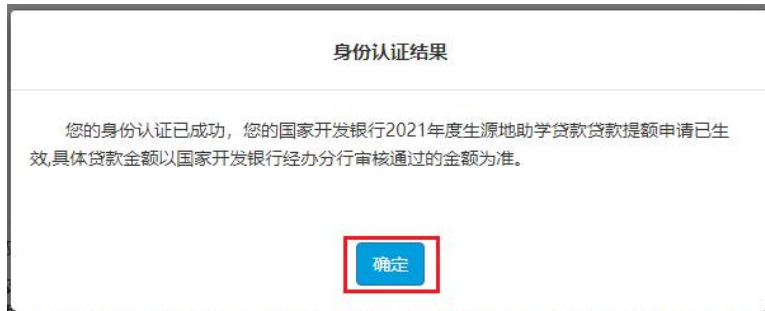 身份认证结果
您的身份认证已成功，您的国家开发银行2021年度生源地助学贷款贷款提额申请已生
效,具体贷款金额以国家开发银行经办分行审核通过的金额为准。
确定